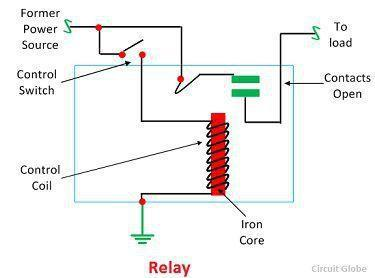 Former
Power
Source
To
load
Control
Switch
Contacts
Open
Control
Coil
Iron
Core
Circuit Globe
Relay